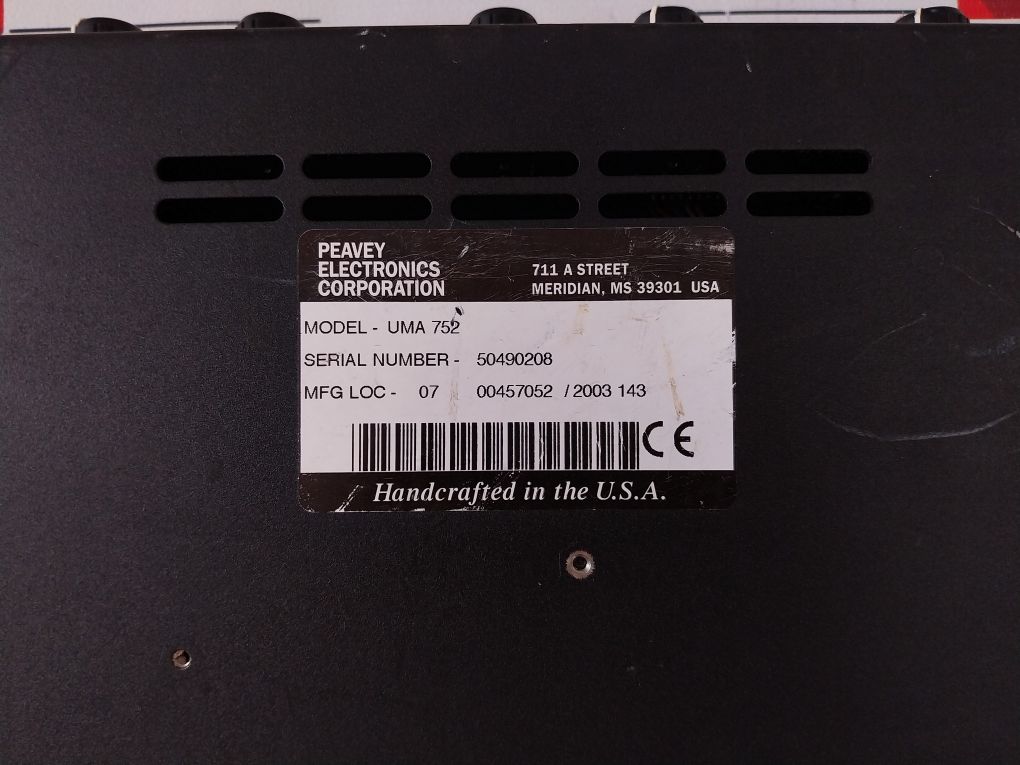 PEAVEY
ELECTRONICS
CORPORATION
711 A STREET
MERIDIAN, MS 39301 USA
MODEL - UMA 752
SERIAL NUMBER - 50490208
MFG LOC - 07 00457052 / 2003 143
CE
Handcrafted in the U.S.A.